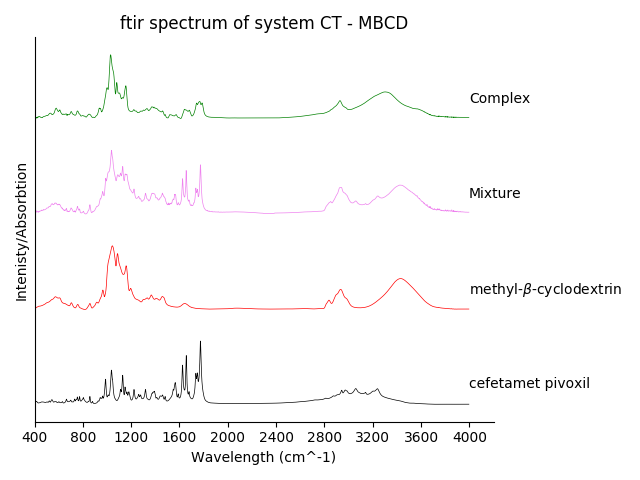 ftir spectrum of system CT - MBCD
Intenisty/Absorbtion
Complex
Mixture
methyl-β-cyclodextrin
cefetamet pivoxil
400 800 1200 1600 2000 2400 2800 3200 3600 4000
Wavelength (cm^-1)